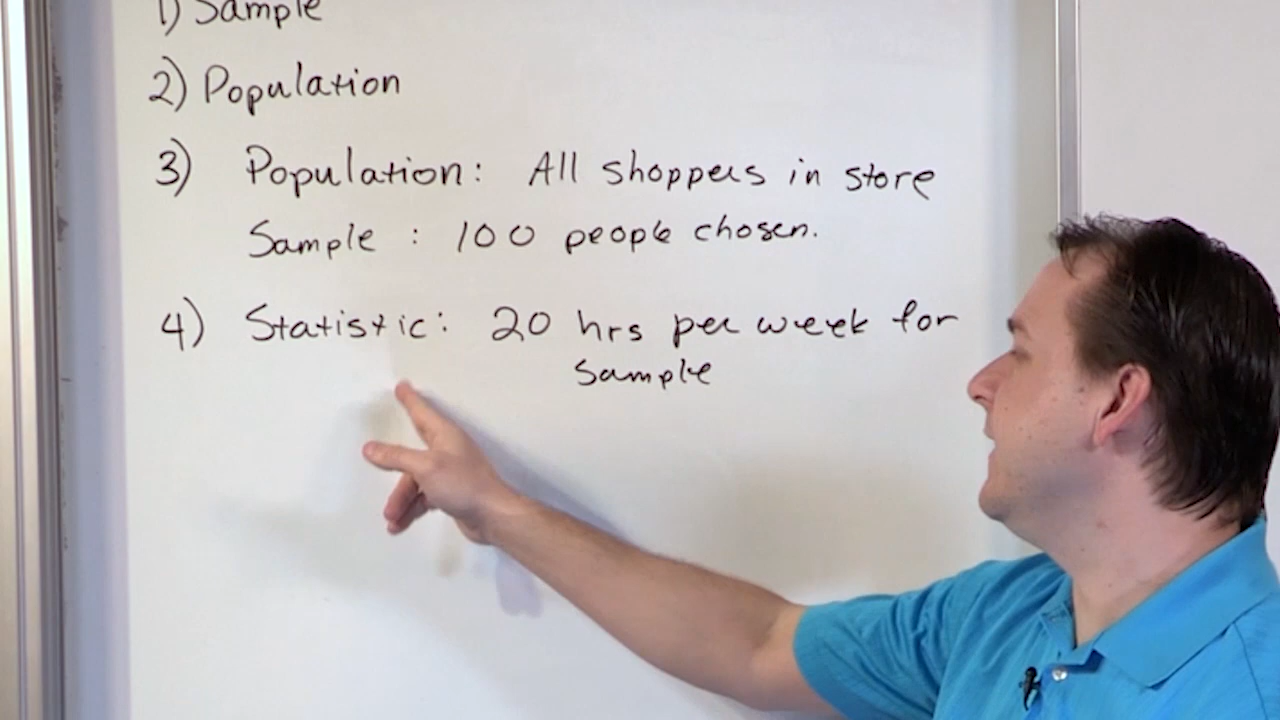 1) Sample
2) Population
3) Population: All shoppers in store
Sample : 100 people chosen.
4) Statistic: 20 hrs per week for
sample